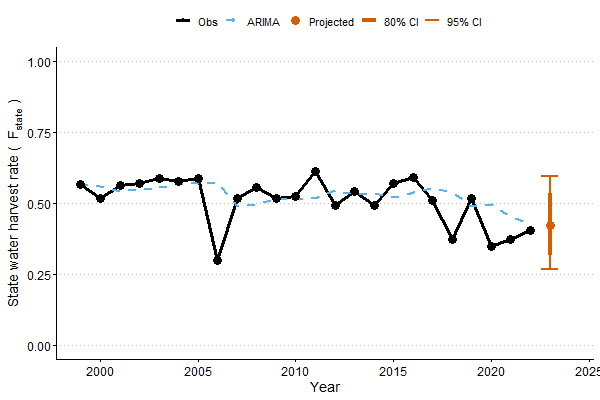 Obs ARIMA Projected 80% CI 95% CI
State water harvest rate ( Fstate )
1.00
0.75
0.50
0.25
0.00
2000 2005 2010 2015 2020 2025
Year